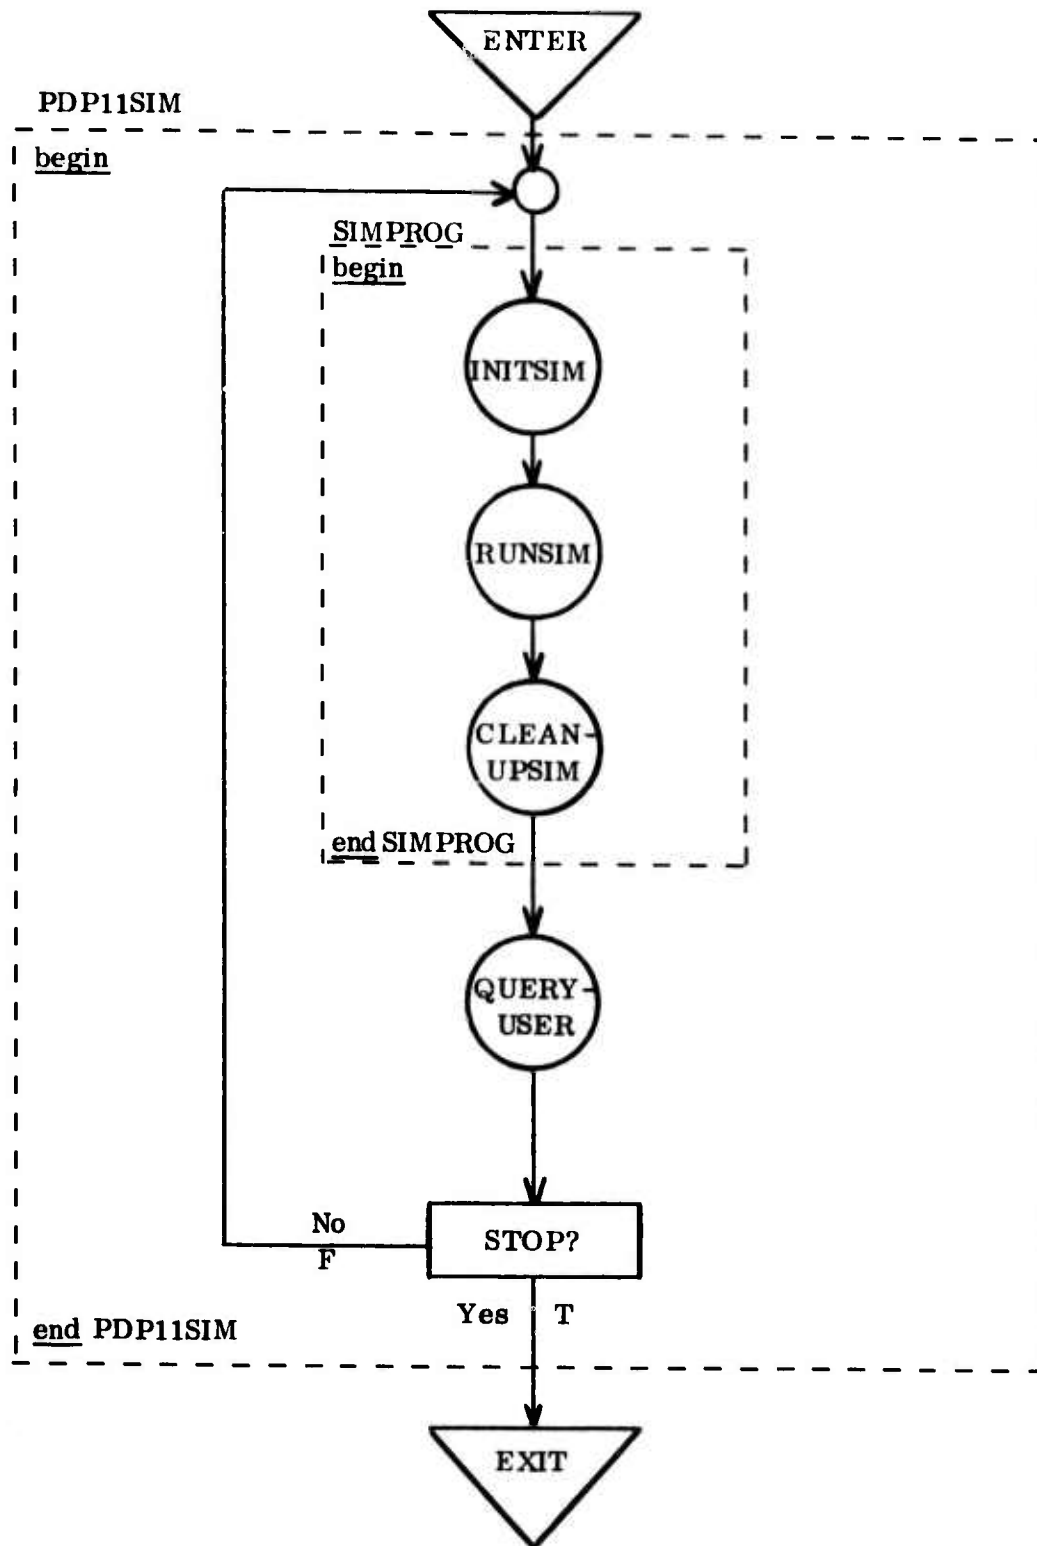 ENTER
PDP11SIM
begin
SIMPROG
begin
INITSIM
RUNSIM
CLEAN-
UPSIM
end SIMPROG
QUERY-
USER
STOP?
No
F
Yes T
end PDP11SIM
EXIT